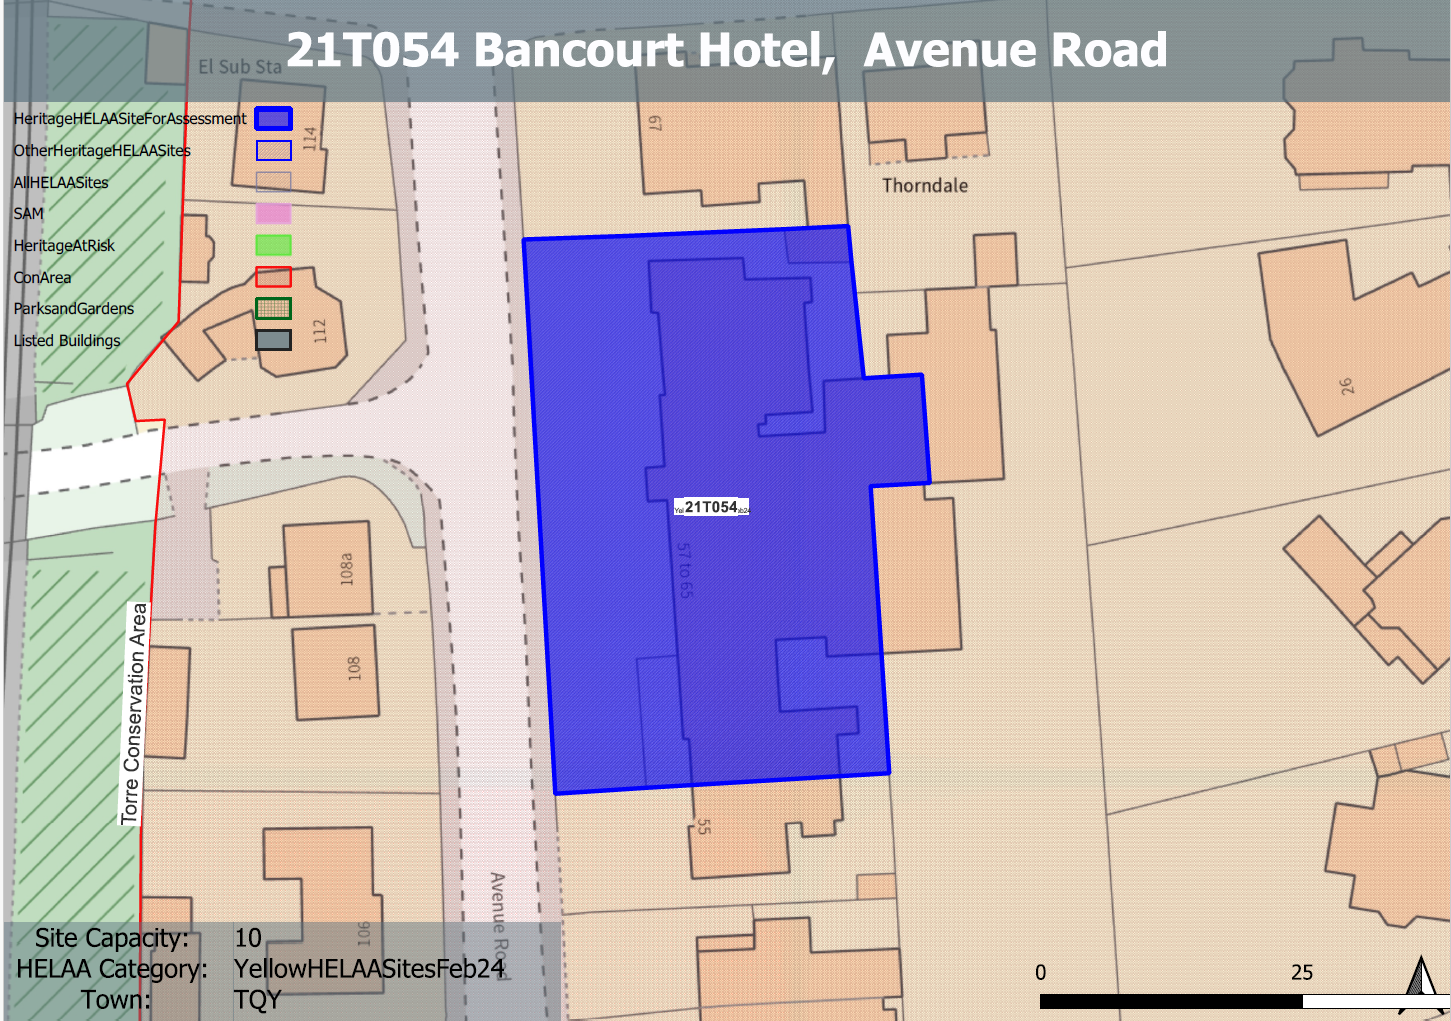 21T054 Bancourt Hotel,  Avenue Road
El Sub Sta
HeritageHELAASiteForAssessment
OtherHeritageHELAASites
AllHELAASites
SAM
HeritageAtRisk
ConArea
ParksandGardens
Listed Buildings
114
67
Thorndale
112
26
21T054
57 to 65
108a
108
Torre Conservation Area
55
106
Avenue Road
Site Capacity: 10
HELAA Category: YellowHELAASitesFeb24
Town: TQY
0 25